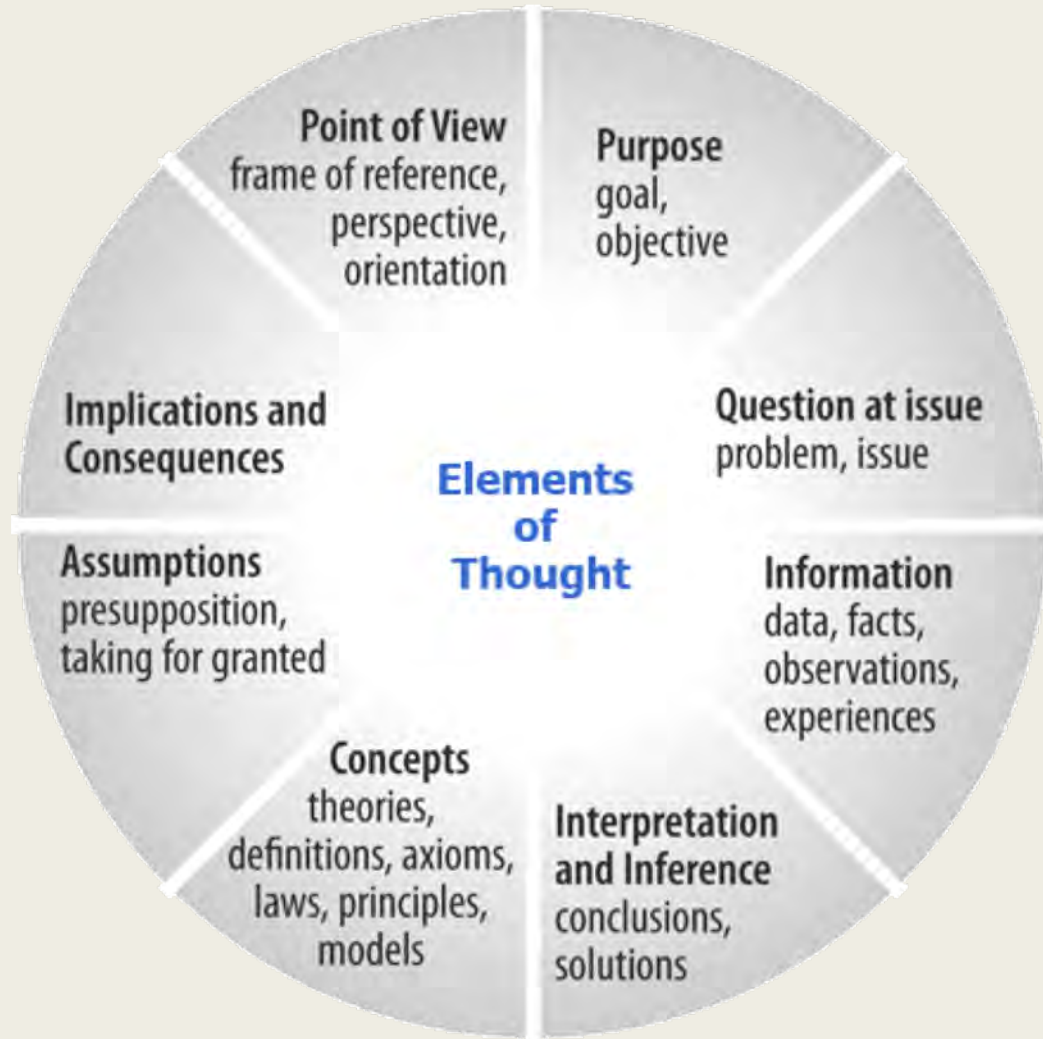 Point of View
frame of reference,
perspective,
orientation
Purpose
goal,
objective
Question at issue
problem, issue
Information
data, facts,
observations,
experiences
Interpretation
and Inference
conclusions,
solutions
Concepts
theories,
definitions, axioms,
laws, principles,
models
Assumptions
presupposition,
taking for granted
Implications and
Consequences
Elements
of
Thought